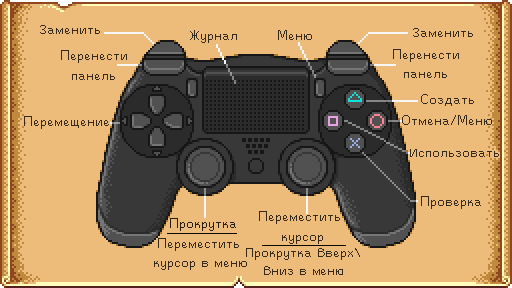 Заменить
Журнал
Меню
Заменить
Перенести
панель
Перенести
панель
Создать
Перемещение
Отмена/Меню
Использовать
Проверка
Прокрутка
Переместить
курсор в меню
Переместить
курсор
Прокрутка Вверх\
Вниз в меню